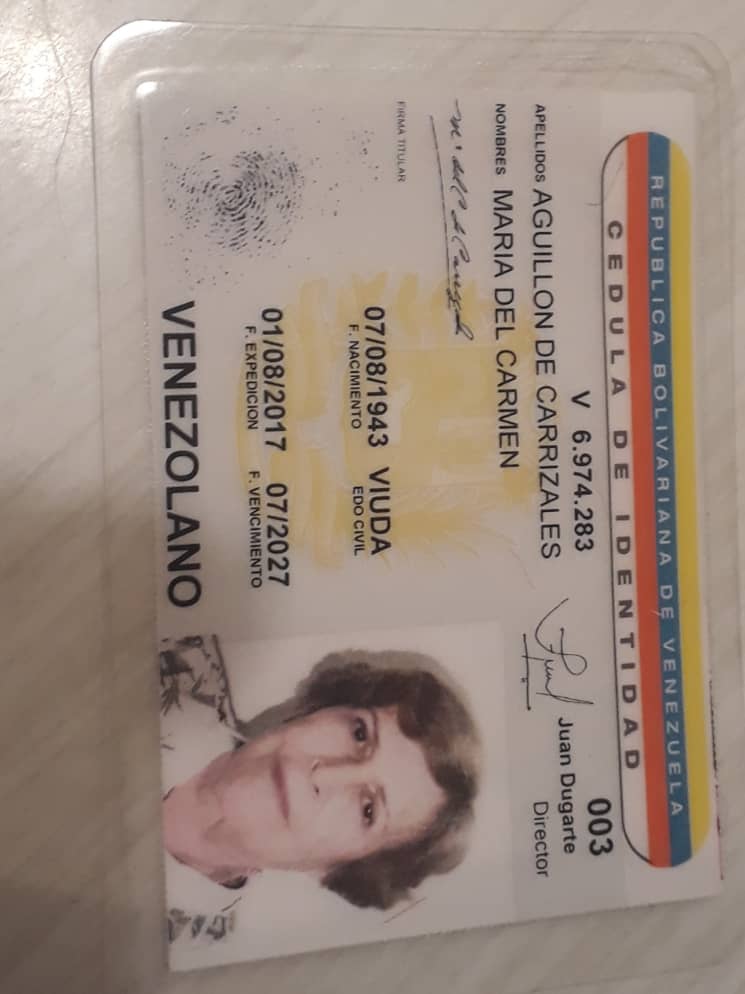 REPUBLICA BOLIVARIANA DE VENEZUELA
CEDULA DE IDENTIDAD
V 6.974.283
003
APELLIDOS AGUILLON DE CARRIZALES
Juan Dugarte
Director
NOMBRES MARIA DEL CARMEN
FIRMA TITULAR
07/08/1943 VIUDA
F. NACIMIENTO EDO CIVIL
01/08/2017 07/2027
F. EXPEDICION F. VENCIMIENTO
VENEZOLANO